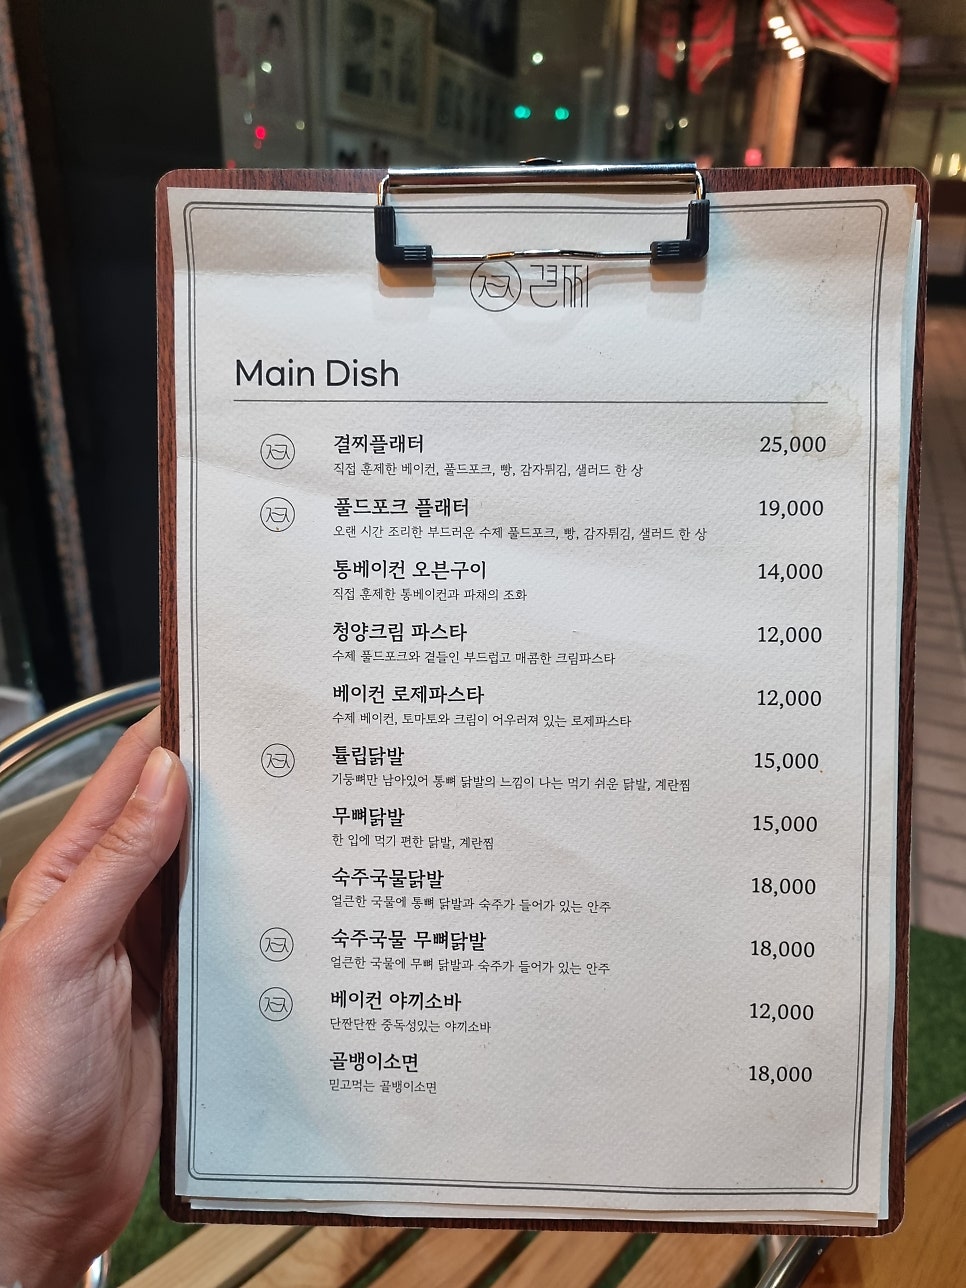 결찌
Main Dish
결찌플래터 25,000
직접 훈제한 베이컨, 풀드포크, 빵, 감자튀김, 샐러드 한 상
풀드포크 플래터 19,000
오랜 시간 조리한 부드러운 수제 풀드포크, 빵, 감자튀김, 샐러드 한 상
통베이컨 오븐구이 14,000
직접 훈제한 통베이컨과 파채의 조화
청양크림 파스타 12,000
수제 풀드포크와 곁들인 부드럽고 매콤한 크림파스타
베이컨 로제파스타 12,000
수제 베이컨, 토마토와 크림이 어우러져 있는 로제파스타
튤립닭발 15,000
기둥뼈만 남아있어 통뼈 닭발의 느낌이 나는 먹기 쉬운 닭발, 계란찜
무뼈닭발 15,000
한 입에 먹기 편한 닭발, 계란찜
숙주국물닭발 18,000
얼큰한 국물에 통뼈 닭발과 숙주가 들어가 있는 안주
숙주국물 무뼈닭발 18,000
얼큰한 국물에 무뼈 닭발과 숙주가 들어가 있는 안주
베이컨 야끼소바 12,000
단짠단짠 중독성있는 야끼소바
골뱅이소면 18,000
믿고먹는 골뱅이소면